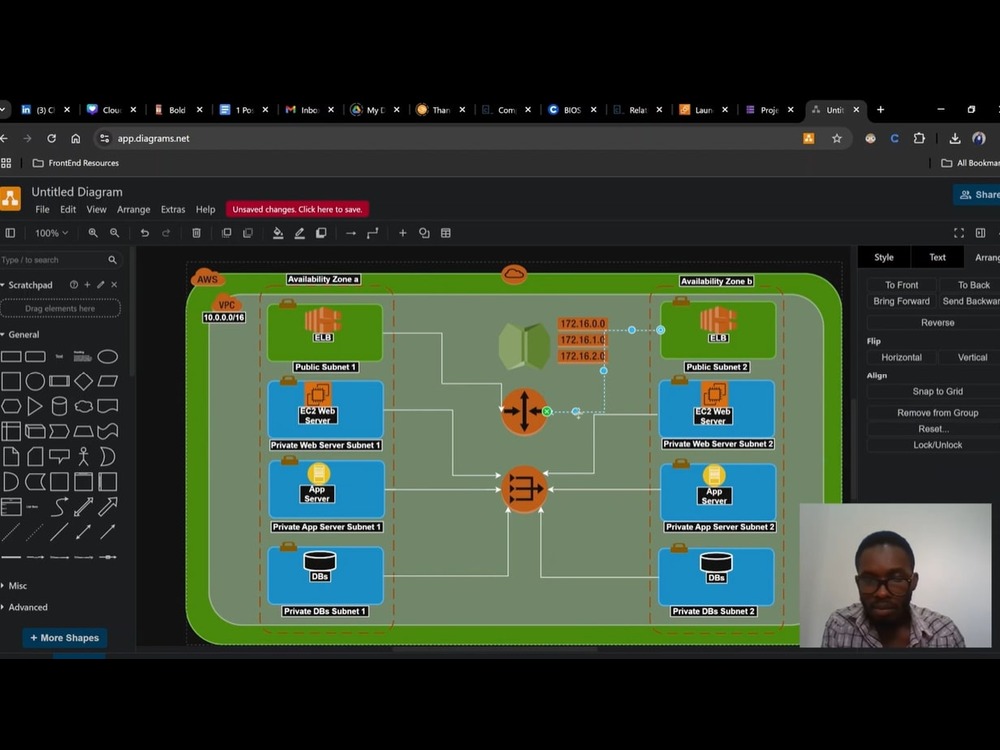 (3) Cl
Clou
Bold
1 Po
Inbo
My D
Than
Com
BIOS
Relat
Laun
Proje
Untit
app.diagrams.net
FrontEnd Resources
All Bookmar
Untitled Diagram
File Edit View Arrange Extras Help
Unsaved changes. Click here to save.
Share
100%
Type / to search
Scratchpad
Drag elements here
General
Misc
Advanced
+ More Shapes
AWS
VPC
10.0.0.0/16
Availability Zone a
ELB
Public Subnet 1
EC2 Web
Server
Private Web Server Subnet 1
App
Server
Private App Server Subnet 1
DBs
Private DBs Subnet 1
172.16.0.0
172.16.1.0
172.16.2.0
Availability Zone b
ELB
Public Subnet 2
EC2 Web
Server
Private Web Server Subnet 2
App
Server
Private App Server Subnet 2
DBs
Private DBs Subnet 2
Style Text Arrang
To Front To Back
Bring Forward Send Backwar
Reverse
Flip
Horizontal Vertical
Align
Snap to Grid
Remove from Group
Reset...
Lock/Unlock